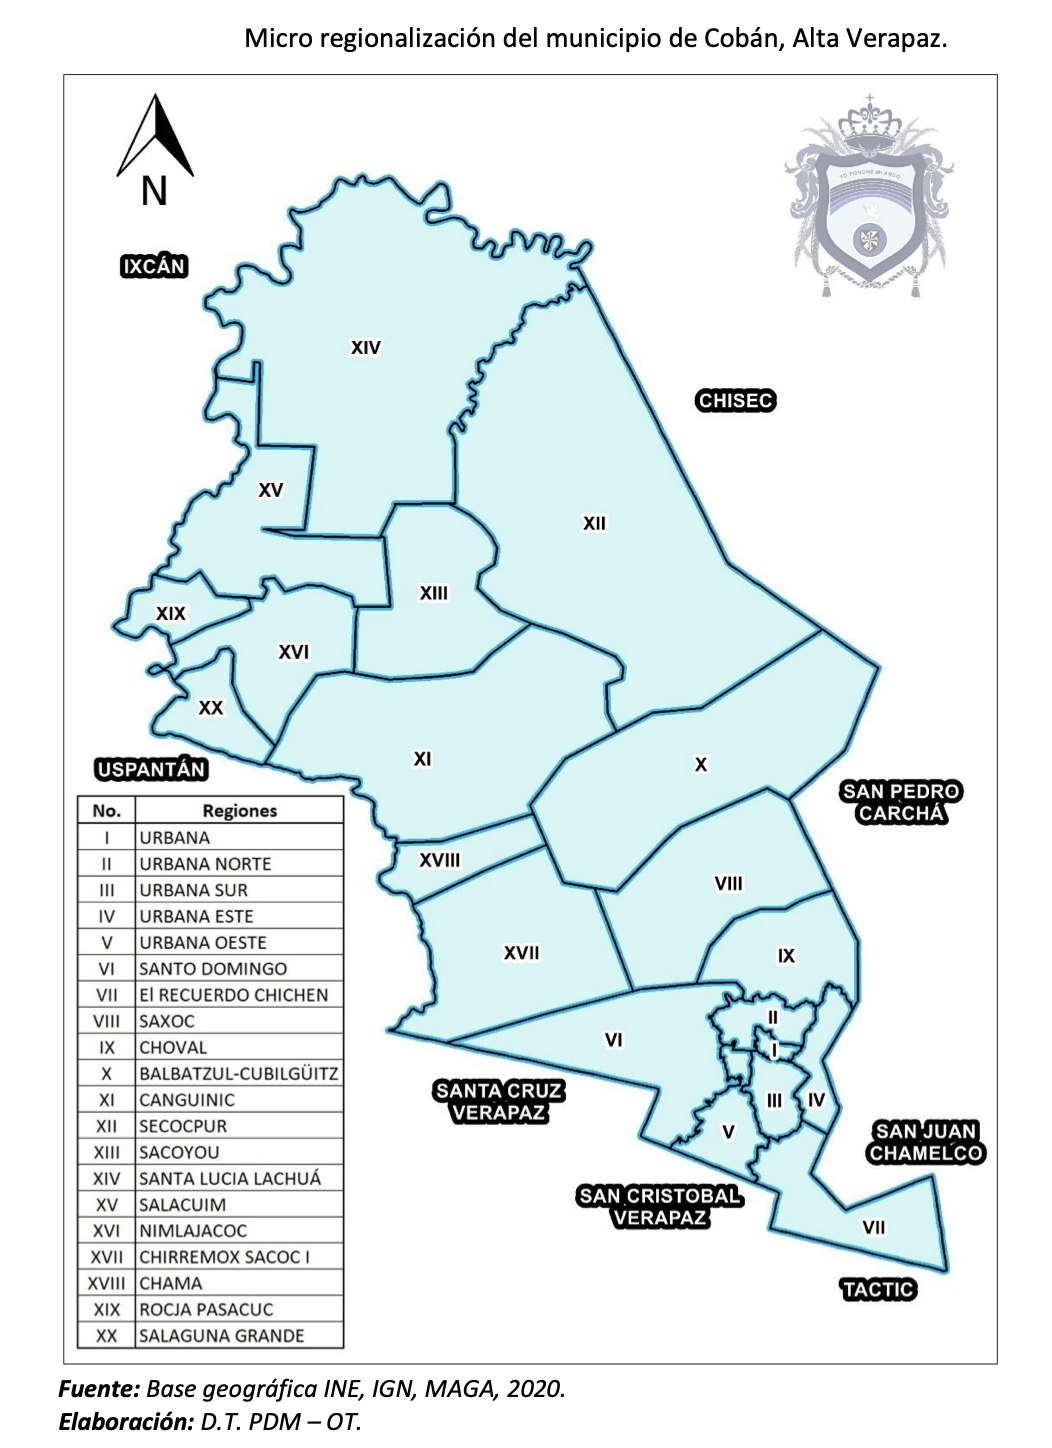 Micro regionalización del municipio de Cobán, Alta Verapaz.
N
YO PONDRÉ MI ARCO
IXCÁN
XIV
CHISEC
XV
XII
XIII
XIX
XVI
XX
XI
X
USPANTÁN
SAN PEDRO
CARCHÁ
No. Regiones
I URBANA
II URBANA NORTE
III URBANA SUR
IV URBANA ESTE
V URBANA OESTE
VI SANTO DOMINGO
VII El RECUERDO CHICHEN
VIII SAXOC
IX CHOVAL
X BALBATZUL-CUBILGÜITZ
XI CANGUINIC
XII SECOCPUR
XIII SACOYOU
XIV SANTA LUCIA LACHUÁ
XV SALACUIM
XVI NIMLAJACOC
XVII CHIRREMOX SACOC I
XVIII CHAMA
XIX ROCJA PASACUC
XX SALAGUNA GRANDE
XVIII
VIII
XVII
IX
II
VI
I
SANTA CRUZ
VERAPAZ
III
IV
V
SAN JUAN
CHAMELCO
SAN CRISTOBAL
VERAPAZ
VII
TACTIC
Fuente: Base geográfica INE, IGN, MAGA, 2020.
Elaboración: D.T. PDM – OT.